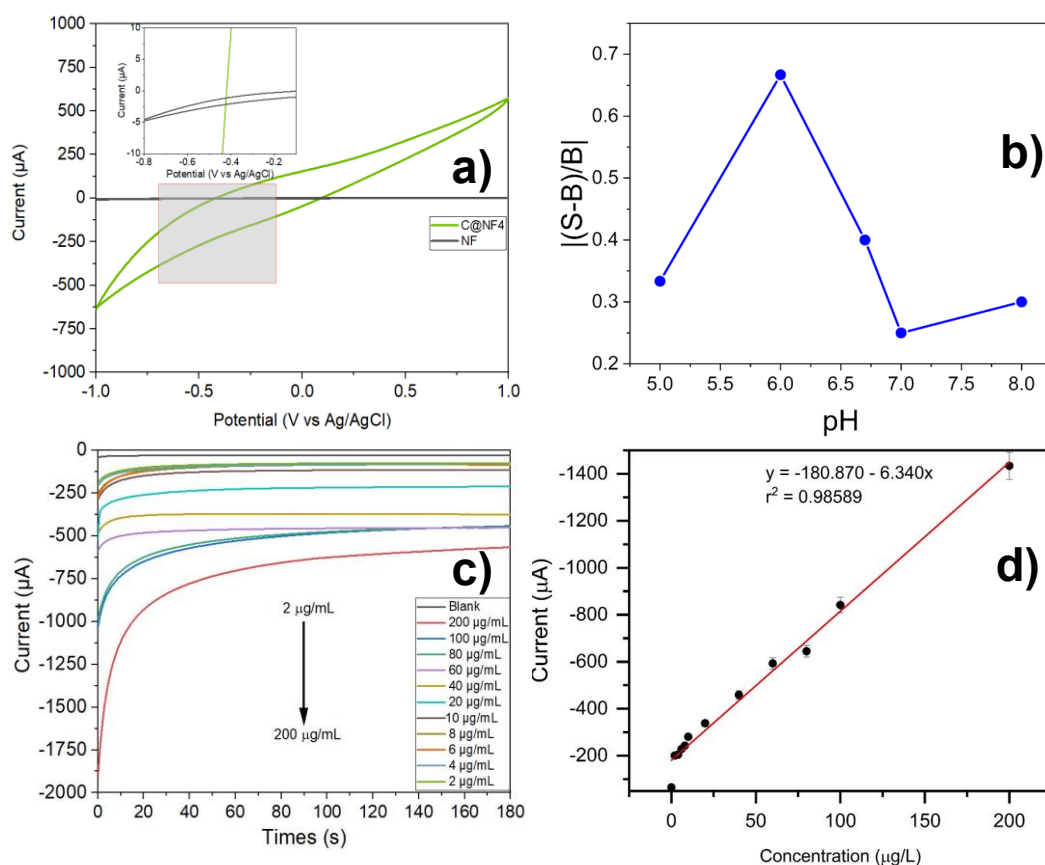 a)
Current (µA)
1000
750
500
250
0
-250
-500
-750
-1000
-1.0
-0.5
0.0
0.5
1.0
Potential (V vs Ag/AgCl)
Current (µA)
10
5
0
-5
-10
-0.8
-0.6
-0.4
-0.2
Potential (V vs Ag/AgCl)
C@NF4
NF
b)
|(S-B)/B|
0.7
0.6
0.5
0.4
0.3
0.2
5.0
5.5
6.0
6.5
7.0
7.5
8.0
pH
c)
Current (µA)
0
-250
-500
-750
-1000
-1250
-1500
-1750
-2000
0
20
40
60
80
100
120
140
160
180
Times (s)
2 µg/mL
200 µg/mL
Blank
200 µg/mL
100 µg/mL
80 µg/mL
60 µg/mL
40 µg/mL
20 µg/mL
10 µg/mL
8 µg/mL
6 µg/mL
4 µg/mL
2 µg/mL
d)
y = -180.870 - 6.340x
r² = 0.98589
Current (µA)
-1400
-1200
-1000
-800
-600
-400
-200
0
50
100
150
200
Concentration (µg/L)